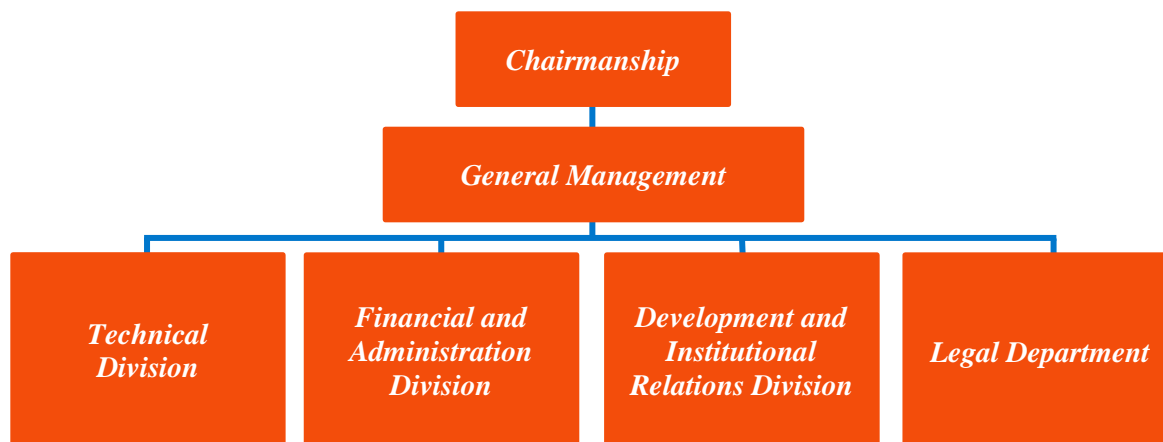 Chairmanship
General Management
Technical
Division
Financial and
Administration
Division
Development and
Institutional
Relations Division
Legal Department